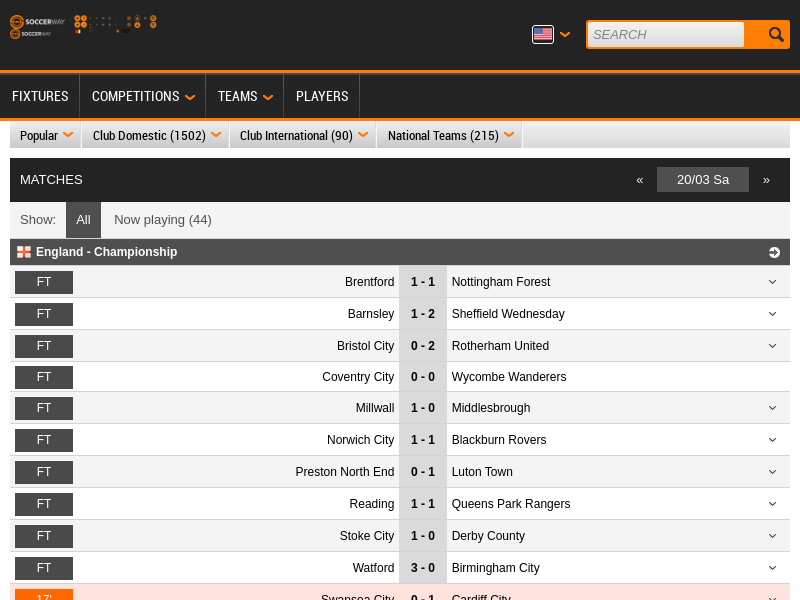 SOCCERWAY
SOCCERWAY
SEARCH
FIXTURES COMPETITIONS TEAMS PLAYERS
Popular Club Domestic (1502) Club International (90) National Teams (215)
MATCHES « 20/03 Sa »
Show: All Now playing (44)
England - Championship
FT Brentford 1 - 1 Nottingham Forest
FT Barnsley 1 - 2 Sheffield Wednesday
FT Bristol City 0 - 2 Rotherham United
FT Coventry City 0 - 0 Wycombe Wanderers
FT Millwall 1 - 0 Middlesbrough
FT Norwich City 1 - 1 Blackburn Rovers
FT Preston North End 0 - 1 Luton Town
FT Reading 1 - 1 Queens Park Rangers
FT Stoke City 1 - 0 Derby County
FT Watford 3 - 0 Birmingham City
17' Swansea City 0 - 1 Cardiff City